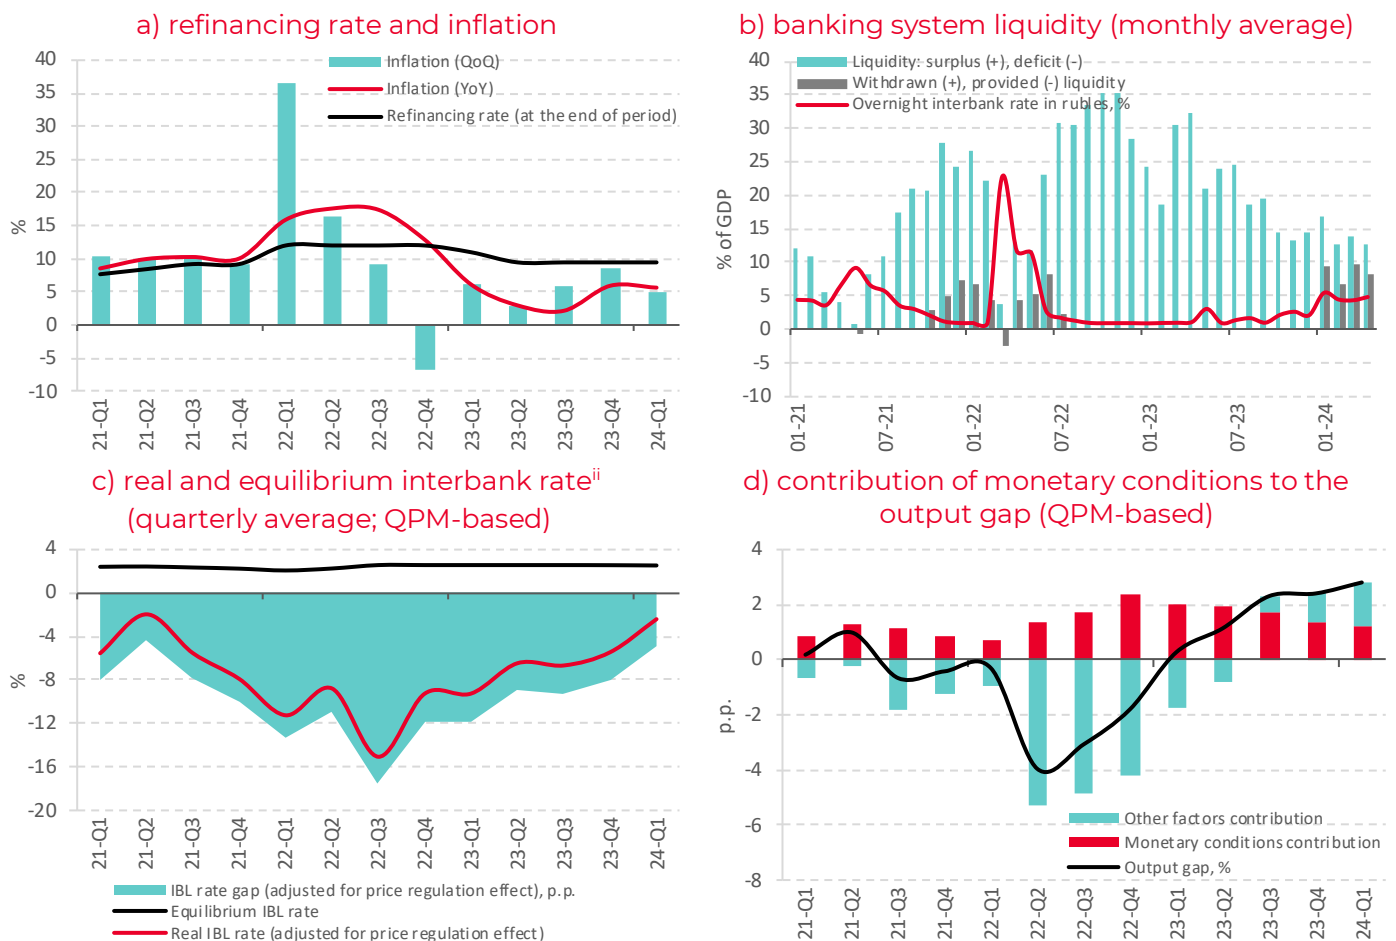 a) refinancing rate and inflation
Inflation (QoQ)
Inflation (YoY)
Refinancing rate (at the end of period)
40
35
30
25
20
15
10
5
0
-5
-10
%
21-Q1
21-Q2
21-Q3
21-Q4
22-Q1
22-Q2
22-Q3
22-Q4
23-Q1
23-Q2
23-Q3
23-Q4
24-Q1
b) banking system liquidity (monthly average)
Liquidity: surplus (+), deficit (-)
Withdrawn (+), provided (-) liquidity
Overnight interbank rate in rubles, %
40
35
30
25
20
15
10
5
0
-5
-10
% of GDP
01-21
07-21
01-22
07-22
01-23
07-23
01-24
c) real and equilibrium interbank rateii
(quarterly average; QPM-based)
4
0
-4
-8
-12
-16
-20
%
21-Q1
21-Q2
21-Q3
21-Q4
22-Q1
22-Q2
22-Q3
22-Q4
23-Q1
23-Q2
23-Q3
23-Q4
24-Q1
IBL rate gap (adjusted for price regulation effect), p.p.
Equilibrium IBL rate
Real IBL rate (adjusted for price regulation effect)
d) contribution of monetary conditions to the
output gap (QPM-based)
4
2
0
-2
-4
-6
-8
p.p.
Other factors contribution
Monetary conditions contribution
Output gap, %
21-Q1
21-Q2
21-Q3
21-Q4
22-Q1
22-Q2
22-Q3
22-Q4
23-Q1
23-Q2
23-Q3
23-Q4
24-Q1